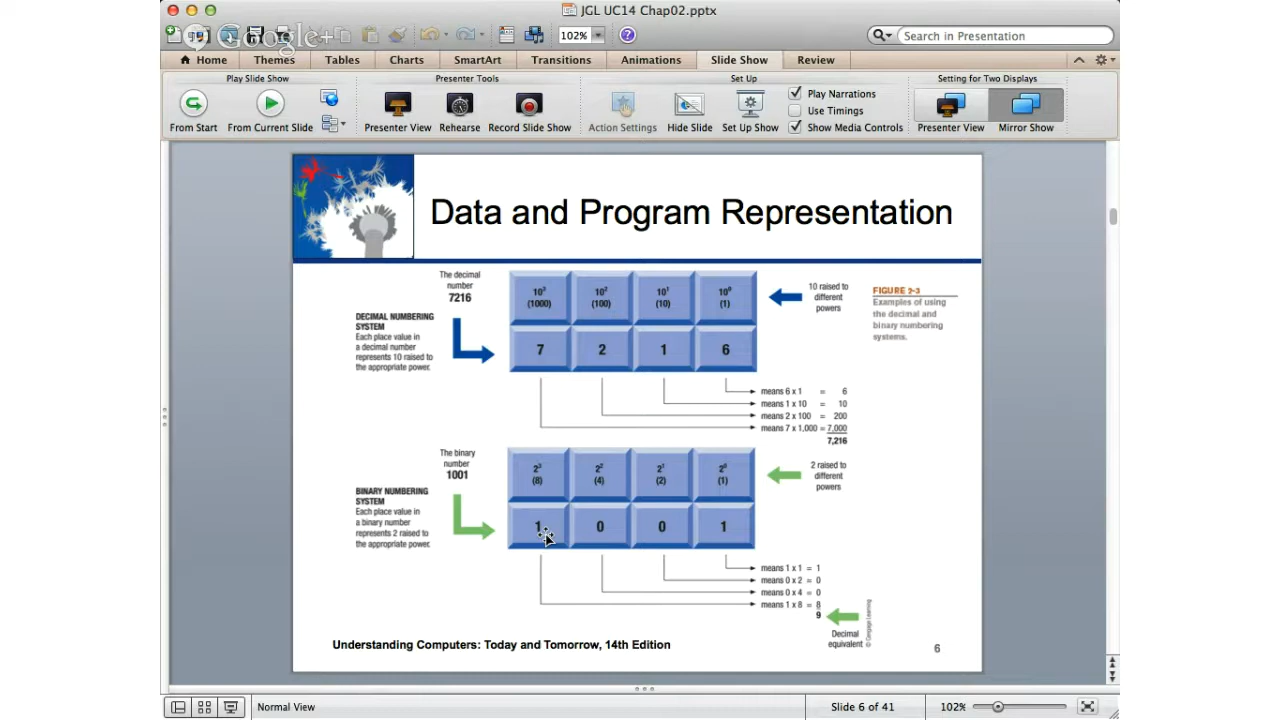 JGL UC14 Chap02.pptx
Google+
102%
Search in Presentation
Home
Themes
Tables
Charts
SmartArt
Transitions
Animations
Slide Show
Review
Play Slide Show
Presenter Tools
Set Up
Setting for Two Displays
From Start
From Current Slide
Presenter View
Rehearse
Record Slide Show
Action Settings
Hide Slide
Set Up Show
Play Narrations
Use Timings
Show Media Controls
Presenter View
Mirror Show
Data and Program Representation
The decimal
number
7216
DECIMAL NUMBERING
SYSTEM
Each place value in
a decimal number
represents 10 raised to
the appropriate power.
10³ 10² 10¹ 10⁰
(1000) (100) (10) (1)
7 2 1 6
10 raised to
different
powers
FIGURE 2-3
Examples of using
the decimal and
binary numbering
systems.
means 6 x 1 = 6
means 1 x 10 = 10
means 2 x 100 = 200
means 7 x 1,000 = 7,000
7,216
The binary
number
1001
BINARY NUMBERING
SYSTEM
Each place value in
a binary number
represents 2 raised to
the appropriate power.
2³ 2² 2¹ 2⁰
(8) (4) (2) (1)
1 0 0 1
2 raised to
different
powers
means 1 x 1 = 1
means 0 x 2 = 0
means 0 x 4 = 0
means 1 x 8 = 8
9
Decimal
equivalent
© Cengage Learning
Understanding Computers: Today and Tomorrow, 14th Edition
6
Normal View
Slide 6 of 41
102%